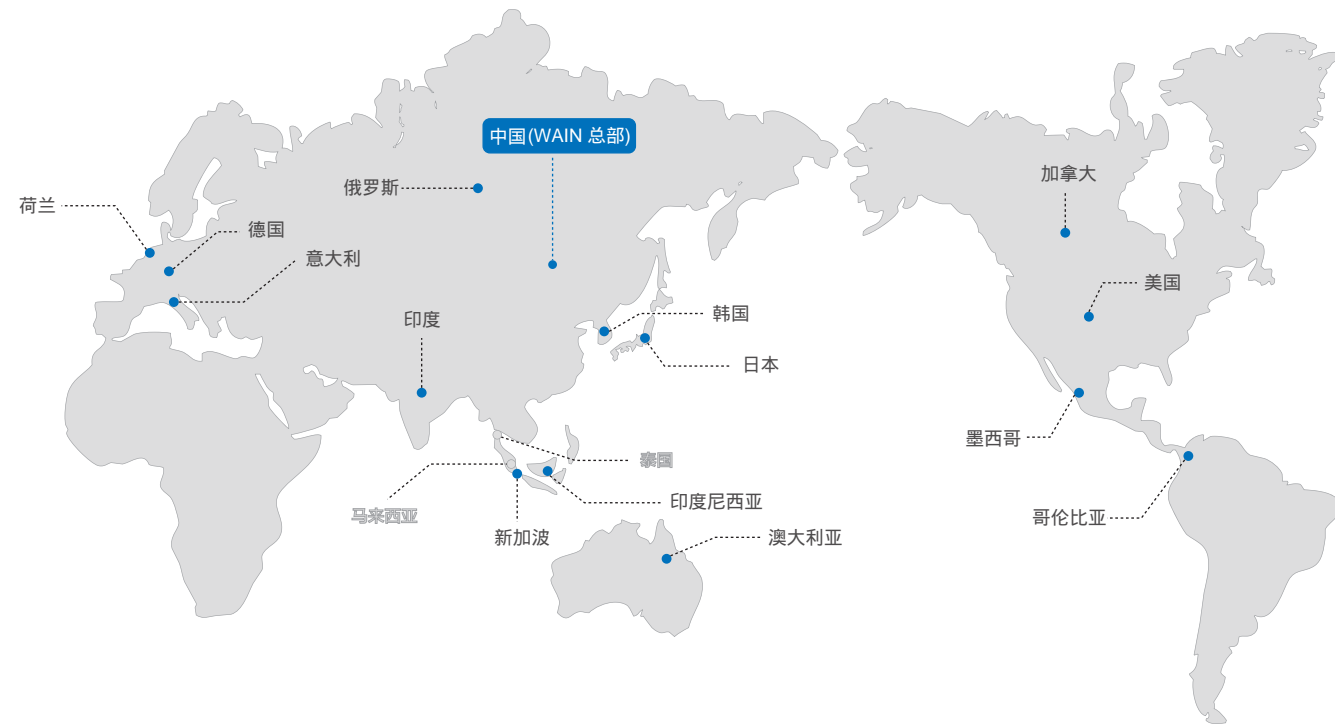 中国(WAIN 总部)
加拿大
俄罗斯
荷兰
德国
意大利
美国
韩国
印度
日本
墨西哥
泰国
印度尼西亚
马来西亚
哥伦比亚
新加坡
澳大利亚